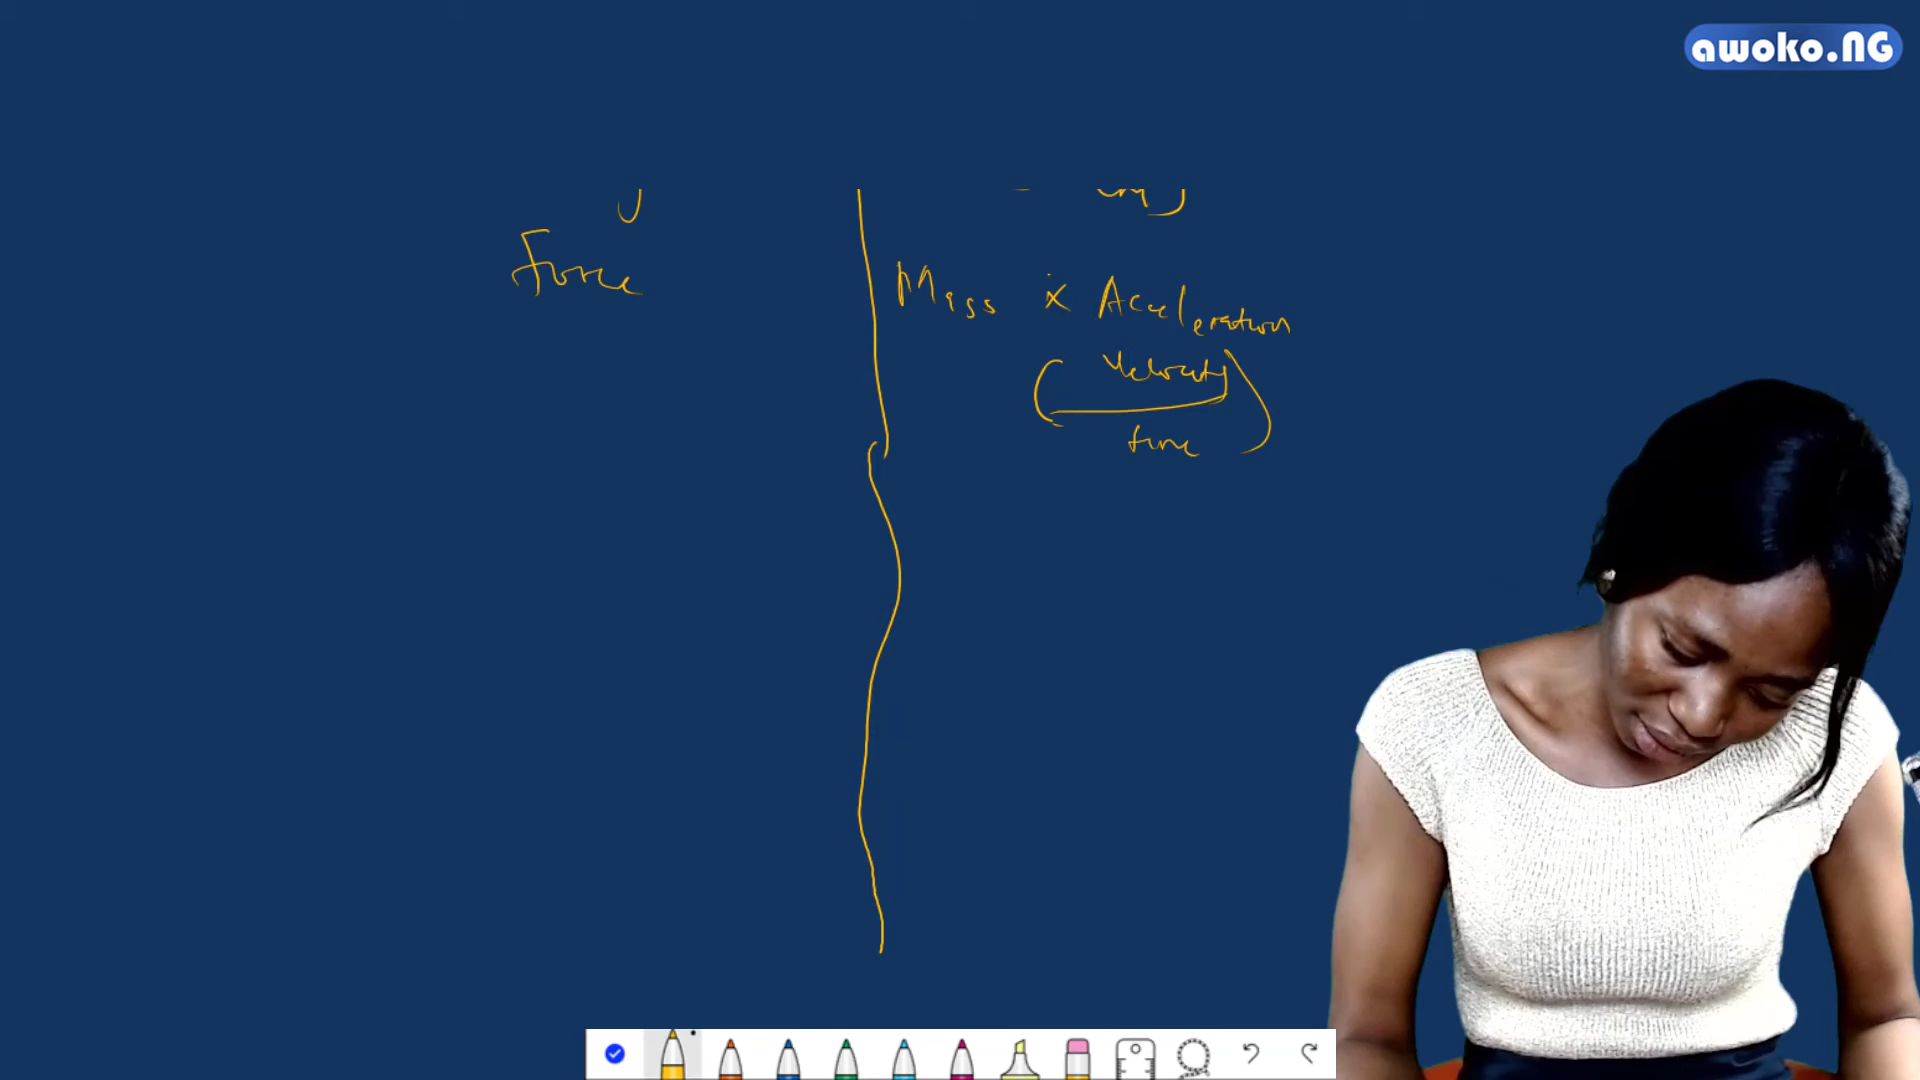 awoko.NG
Force
Mass x Acceleration
(Velocity
time)